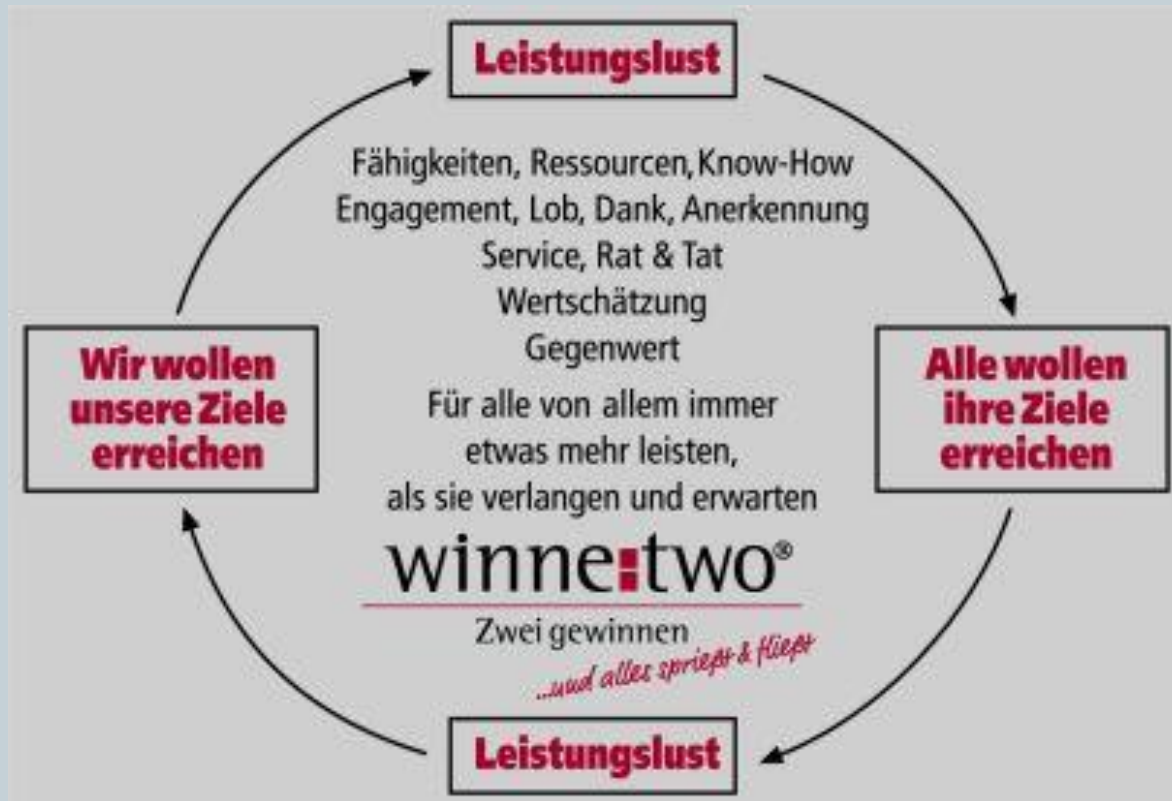 Leistungslust
Fähigkeiten, Ressourcen, Know-How
Engagement, Lob, Dank, Anerkennung
Service, Rat & Tat
Wertschätzung
Gegenwert
Wir wollen
unsere Ziele
erreichen
Alle wollen
ihre Ziele
erreichen
Für alle von allem immer
etwas mehr leisten,
als sie verlangen und erwarten
winne:two®
Zwei gewinnen
...und alles sprießt & fließt
Leistungslust